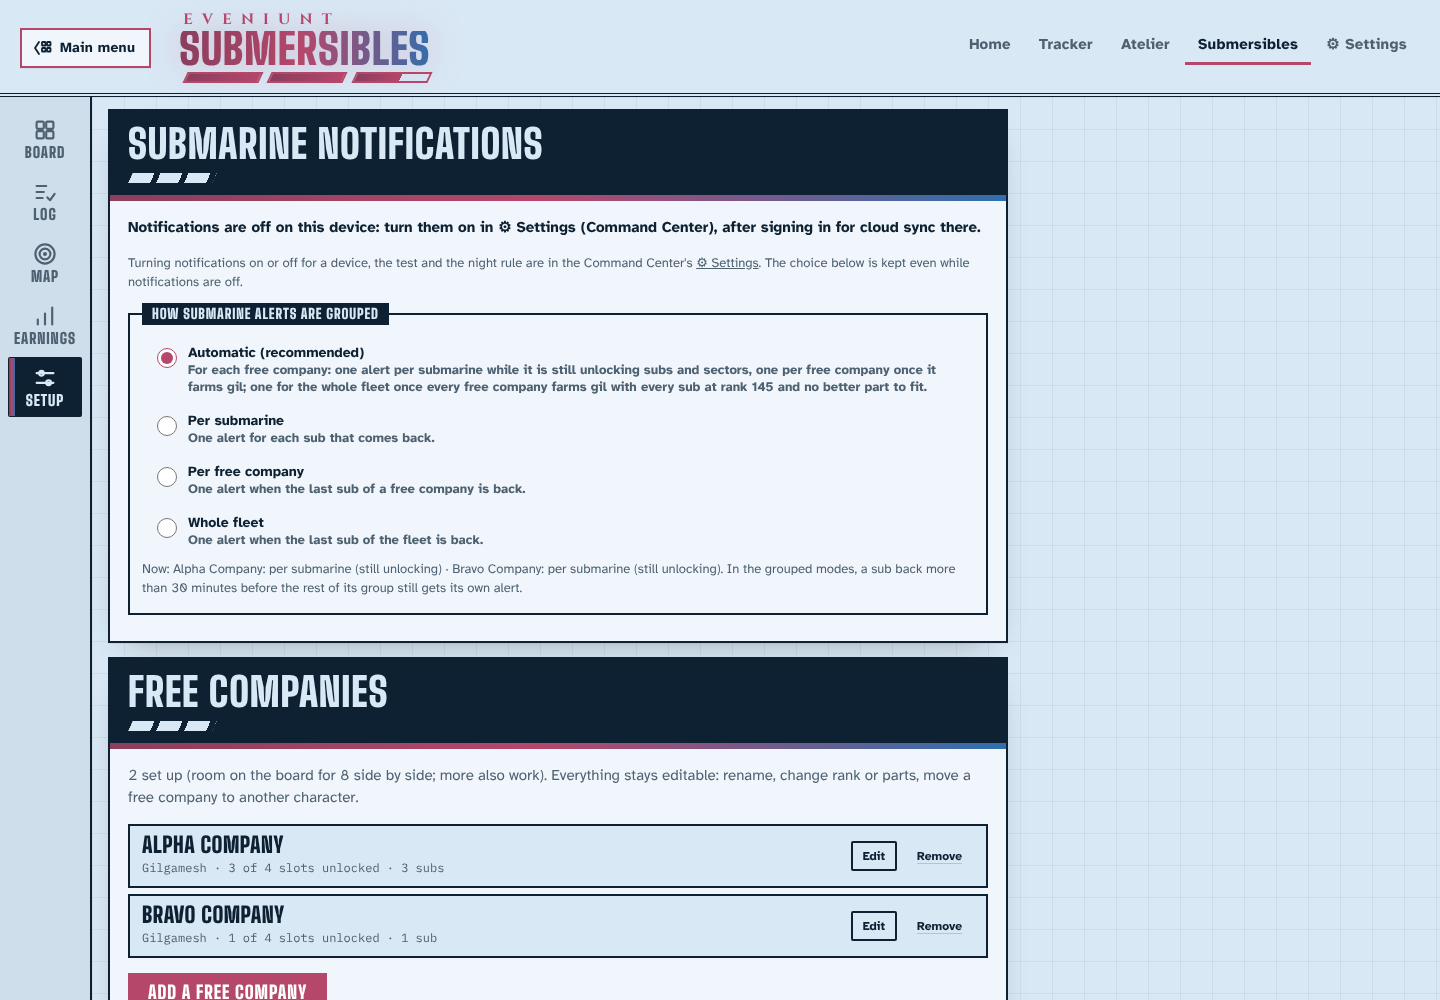 Main menu
EVENIUNT
SUBMERSIBLES
Home
Tracker
Atelier
Submersibles
⚙ Settings
BOARD
LOG
MAP
EARNINGS
SETUP
SUBMARINE NOTIFICATIONS
Notifications are off on this device: turn them on in ⚙ Settings (Command Center), after signing in for cloud sync there.
Turning notifications on or off for a device, the test and the night rule are in the Command Center's ⚙ Settings. The choice below is kept even while
notifications are off.
HOW SUBMARINE ALERTS ARE GROUPED
Automatic (recommended)
For each free company: one alert per submarine while it is still unlocking subs and sectors, one per free company once it
farms gil; one for the whole fleet once every free company farms gil with every sub at rank 145 and no better part to fit.
Per submarine
One alert for each sub that comes back.
Per free company
One alert when the last sub of a free company is back.
Whole fleet
One alert when the last sub of the fleet is back.
Now: Alpha Company: per submarine (still unlocking) · Bravo Company: per submarine (still unlocking). In the grouped modes, a sub back more
than 30 minutes before the rest of its group still gets its own alert.
FREE COMPANIES
2 set up (room on the board for 8 side by side; more also work). Everything stays editable: rename, change rank or parts, move a
free company to another character.
ALPHA COMPANY
Gilgamesh · 3 of 4 slots unlocked · 3 subs
Edit
Remove
BRAVO COMPANY
Gilgamesh · 1 of 4 slots unlocked · 1 sub
Edit
Remove
ADD A FREE COMPANY